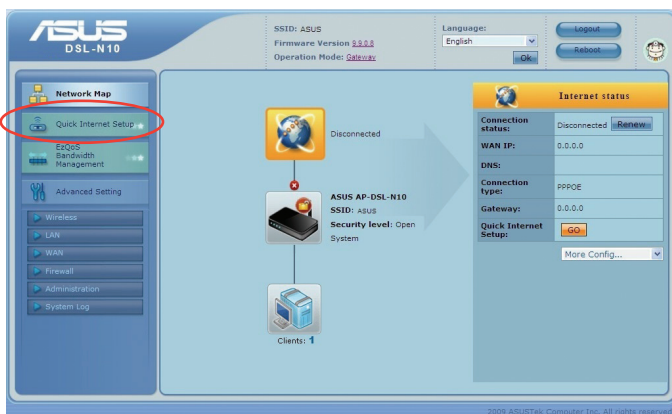 ASUS
DSL-N10
SSID: ASUS
Firmware Version 9.9.0.8
Operation Mode: Gateway
Language:
English
Ok
Logout
Reboot
Network Map
Quick Internet Setup
EzQoS
Bandwidth
Management
Advanced Setting
Wireless
LAN
WAN
Firewall
Administration
System Log
Disconnected
ASUS AP-DSL-N10
SSID: ASUS
Security level: Open
System
Clients: 1
Internet status
Connection
status:
Disconnected Renew
WAN IP: 0.0.0.0
DNS:
Connection
type:
PPPOE
Gateway: 0.0.0.0
Quick Internet
Setup:
GO
More Config...
2009 ASUSTek Computer Inc. All rights reserved